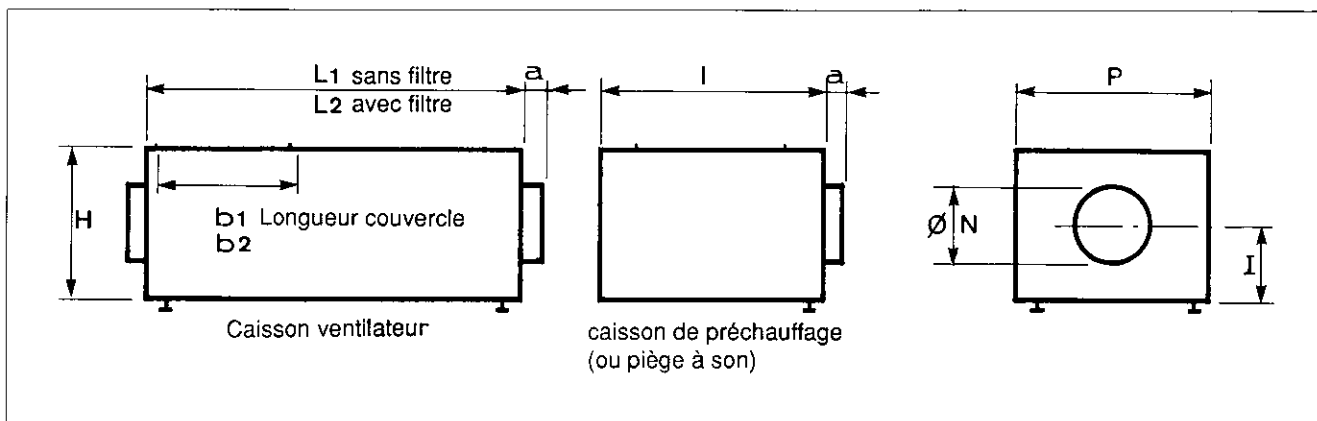 L1 sans filtre
L2 avec filtre
a
H
b1 Longueur couvercle
b2
Caisson ventilateur
l
a
caisson de préchauffage
(ou piège à son)
P
Ø N
I